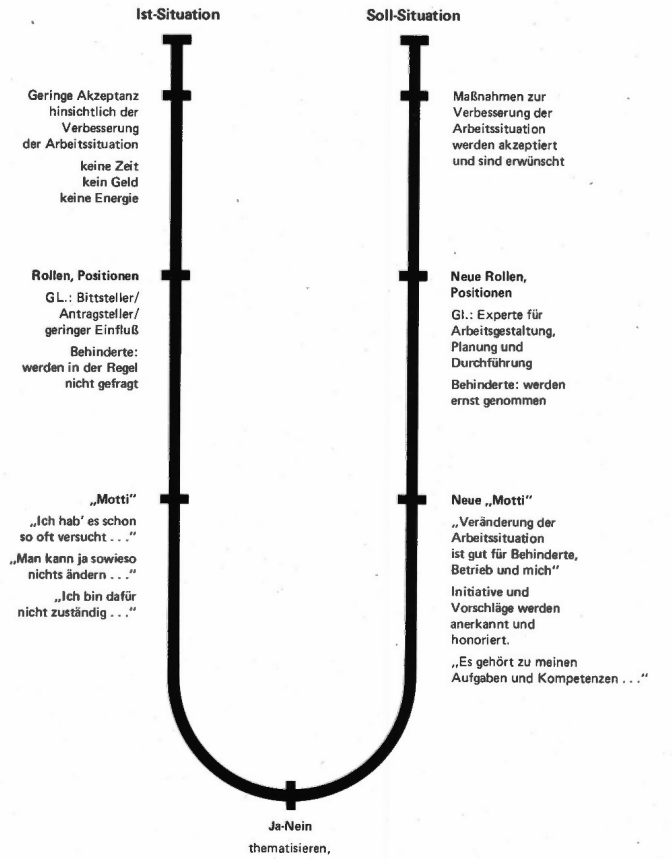 Ist-Situation
Geringe Akzeptanz
hinsichtlich der
Verbesserung
der Arbeitssituation
keine Zeit
kein Geld
keine Energie
Rollen, Positionen
GL.: Bittsteller/
Antragsteller/
geringer Einfluß
Behinderte:
werden in der Regel
nicht gefragt
„Motti"
„Ich hab' es schon
so oft versucht . . ."
„Man kann ja sowieso
nichts ändern . . ."
„Ich bin dafür
nicht zuständig . . ."
Soll-Situation
Maßnahmen zur
Verbesserung der
Arbeitssituation
werden akzeptiert
und sind erwünscht
Neue Rollen,
Positionen
Gl.: Experte für
Arbeitsgestaltung,
Planung und
Durchführung
Behinderte: werden
ernst genommen
Neue „Motti"
„Veränderung der
Arbeitssituation
ist gut für Behinderte,
Betrieb und mich"
Initiative und
Vorschläge werden
anerkannt und
honoriert.
„Es gehört zu meinen
Aufgaben und Kompetenzen . . ."
Ja-Nein
thematisieren,